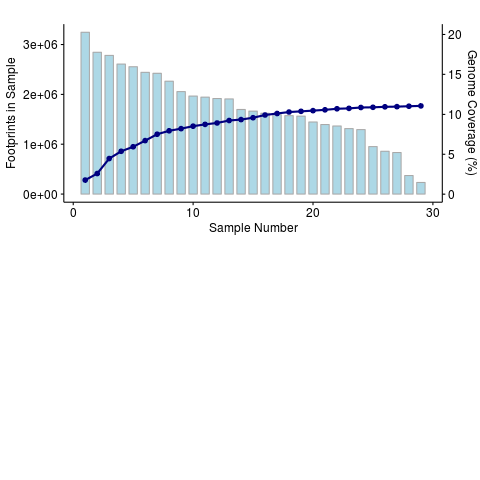 Footprints in Sample
3e+06
2e+06
1e+06
0e+00
20
15
10
5
0
Genome Coverage (%)
0
10
20
30
Sample Number